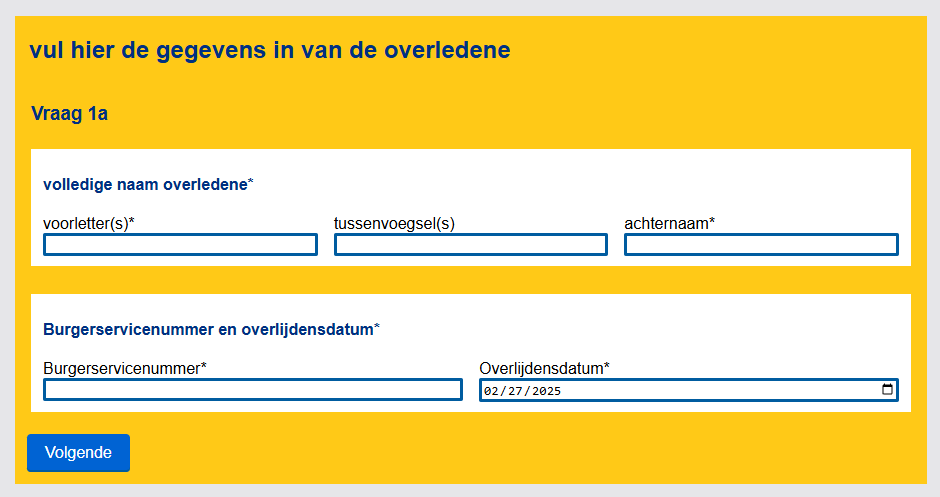 vul hier de gegevens in van de overledene
Vraag 1a
volledige naam overledene*
voorletter(s)* tussenvoegsel(s) achternaam*
Burgerservicenummer en overlijdensdatum*
Burgerservicenummer* Overlijdensdatum*
02/27/2025
Volgende